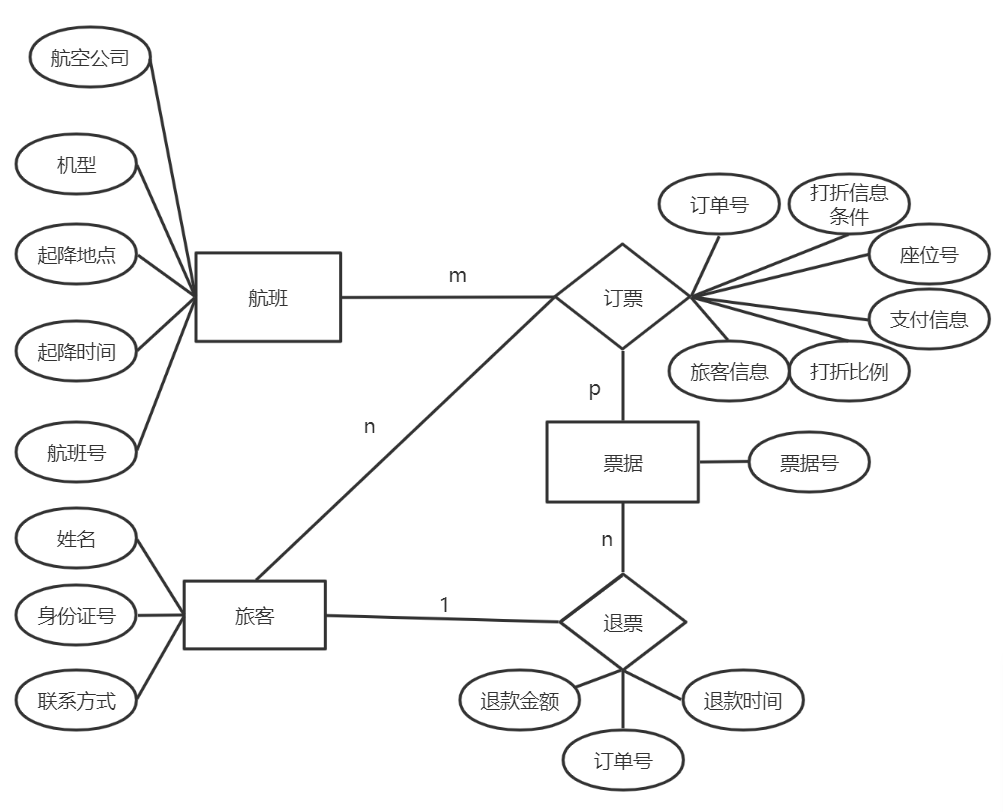 航空公司
机型
起降地点
起降时间
航班号
航班
m
订票
订单号
打折信息
条件
座位号
支付信息
打折比例
旅客信息
n
p
票据
票据号
n
姓名
身份证号
联系方式
旅客
1
退票
退款金额
订单号
退款时间